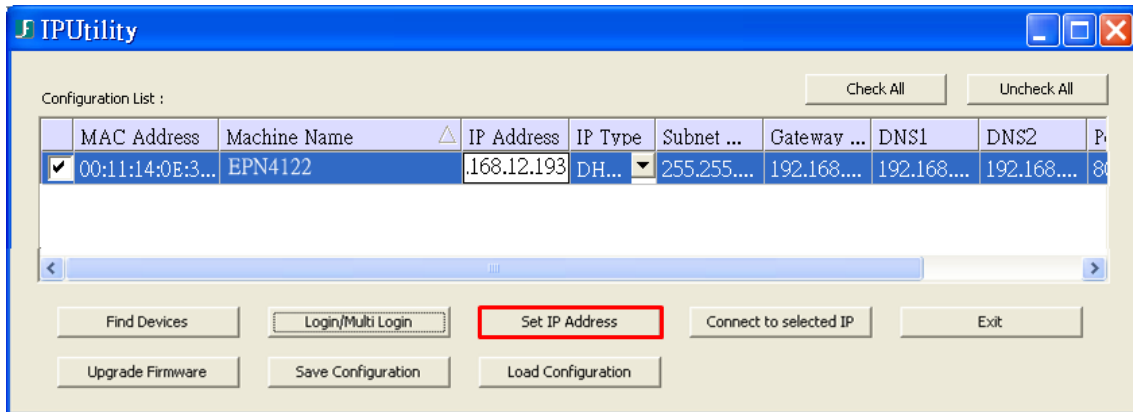 IPUtility
Check All Uncheck All
Configuration List :
MAC Address Machine Name IP Address IP Type Subnet ... Gateway ... DNS1 DNS2
00:11:14:0E:3... EPN4122 .168.12.193 DH... 255.255.... 192.168.... 192.168.... 192.168.... 80
Find Devices Login/Multi Login Set IP Address Connect to selected IP Exit
Upgrade Firmware Save Configuration Load Configuration